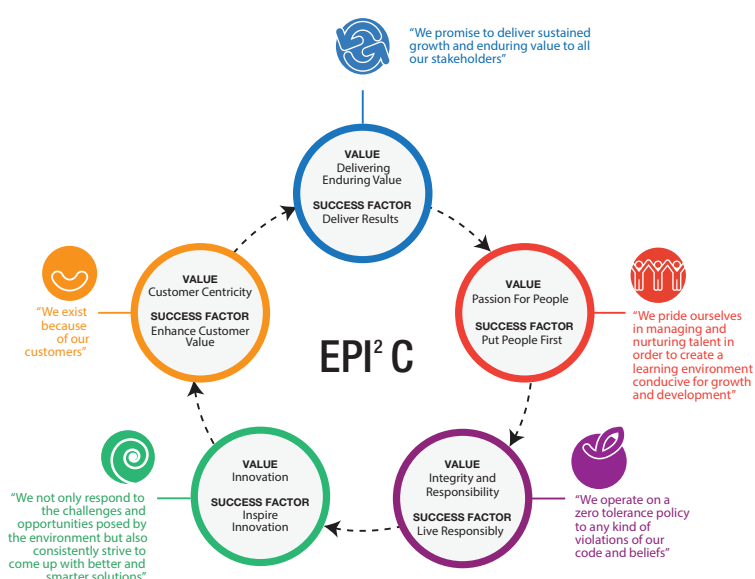 "We promise to deliver sustained
growth and enduring value to all
our stakeholders"
VALUE
Delivering
Enduring Value
SUCCESS FACTOR
Deliver Results
VALUE
Passion For People
SUCCESS FACTOR
Put People First
"We pride ourselves
in managing and
nurturing talent in
order to create a
learning environment
conducive for growth
and development"
VALUE
Integrity and
Responsibility
SUCCESS FACTOR
Live Responsibly
"We operate on a
zero tolerance policy
to any kind of
violations of our
code and beliefs"
VALUE
Innovation
SUCCESS FACTOR
Inspire
Innovation
"We not only respond to
the challenges and
opportunities posed by
the environment but also
consistently strive to
come up with better and
smarter solutions"
VALUE
Customer Centricity
SUCCESS FACTOR
Enhance Customer
Value
"We exist
because
of our
customers"
EPI² C